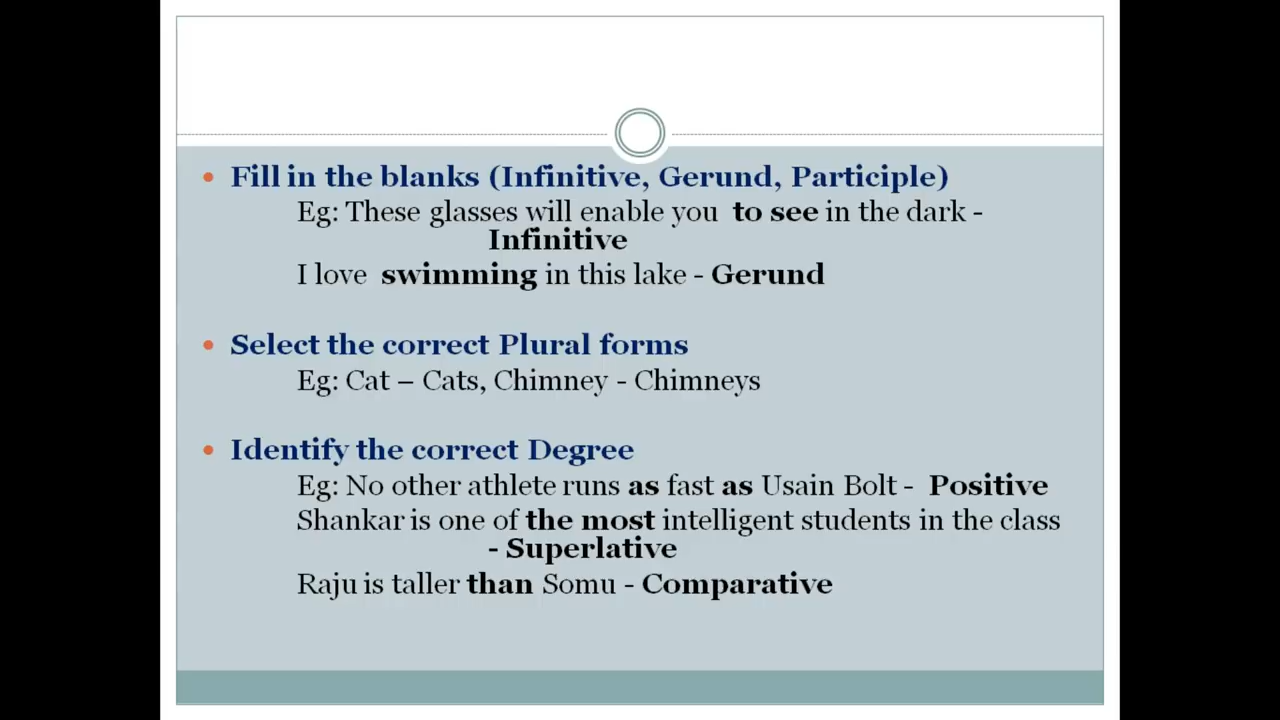 Fill in the blanks (Infinitive, Gerund, Participle)
Eg: These glasses will enable you to see in the dark -
Infinitive
I love swimming in this lake - Gerund
Select the correct Plural forms
Eg: Cat – Cats, Chimney - Chimneys
Identify the correct Degree
Eg: No other athlete runs as fast as Usain Bolt - Positive
Shankar is one of the most intelligent students in the class
- Superlative
Raju is taller than Somu - Comparative